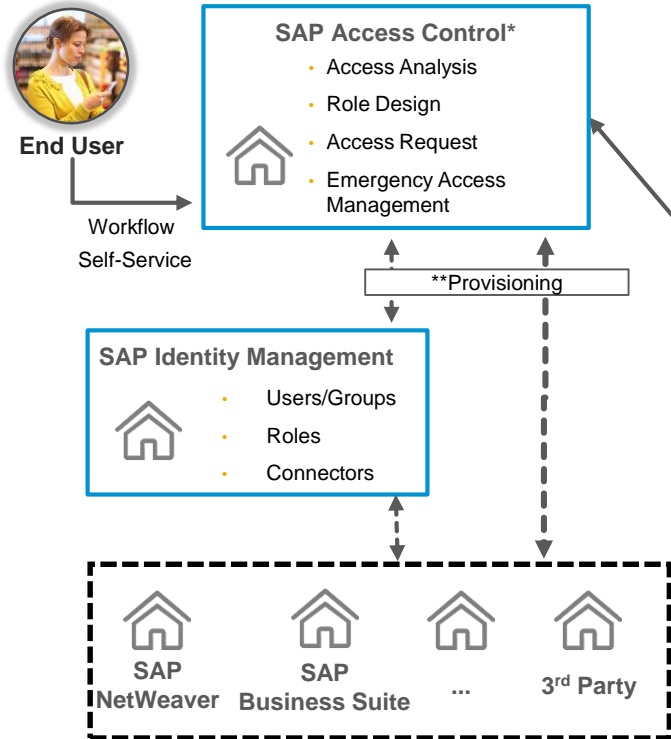 SAP Access Control*
• Access Analysis
• Role Design
• Access Request
• Emergency Access
Management
End User
Workflow
Self-Service
**Provisioning
SAP Identity Management
• Users/Groups
• Roles
• Connectors
SAP
NetWeaver
SAP
Business Suite
...
3rd Party